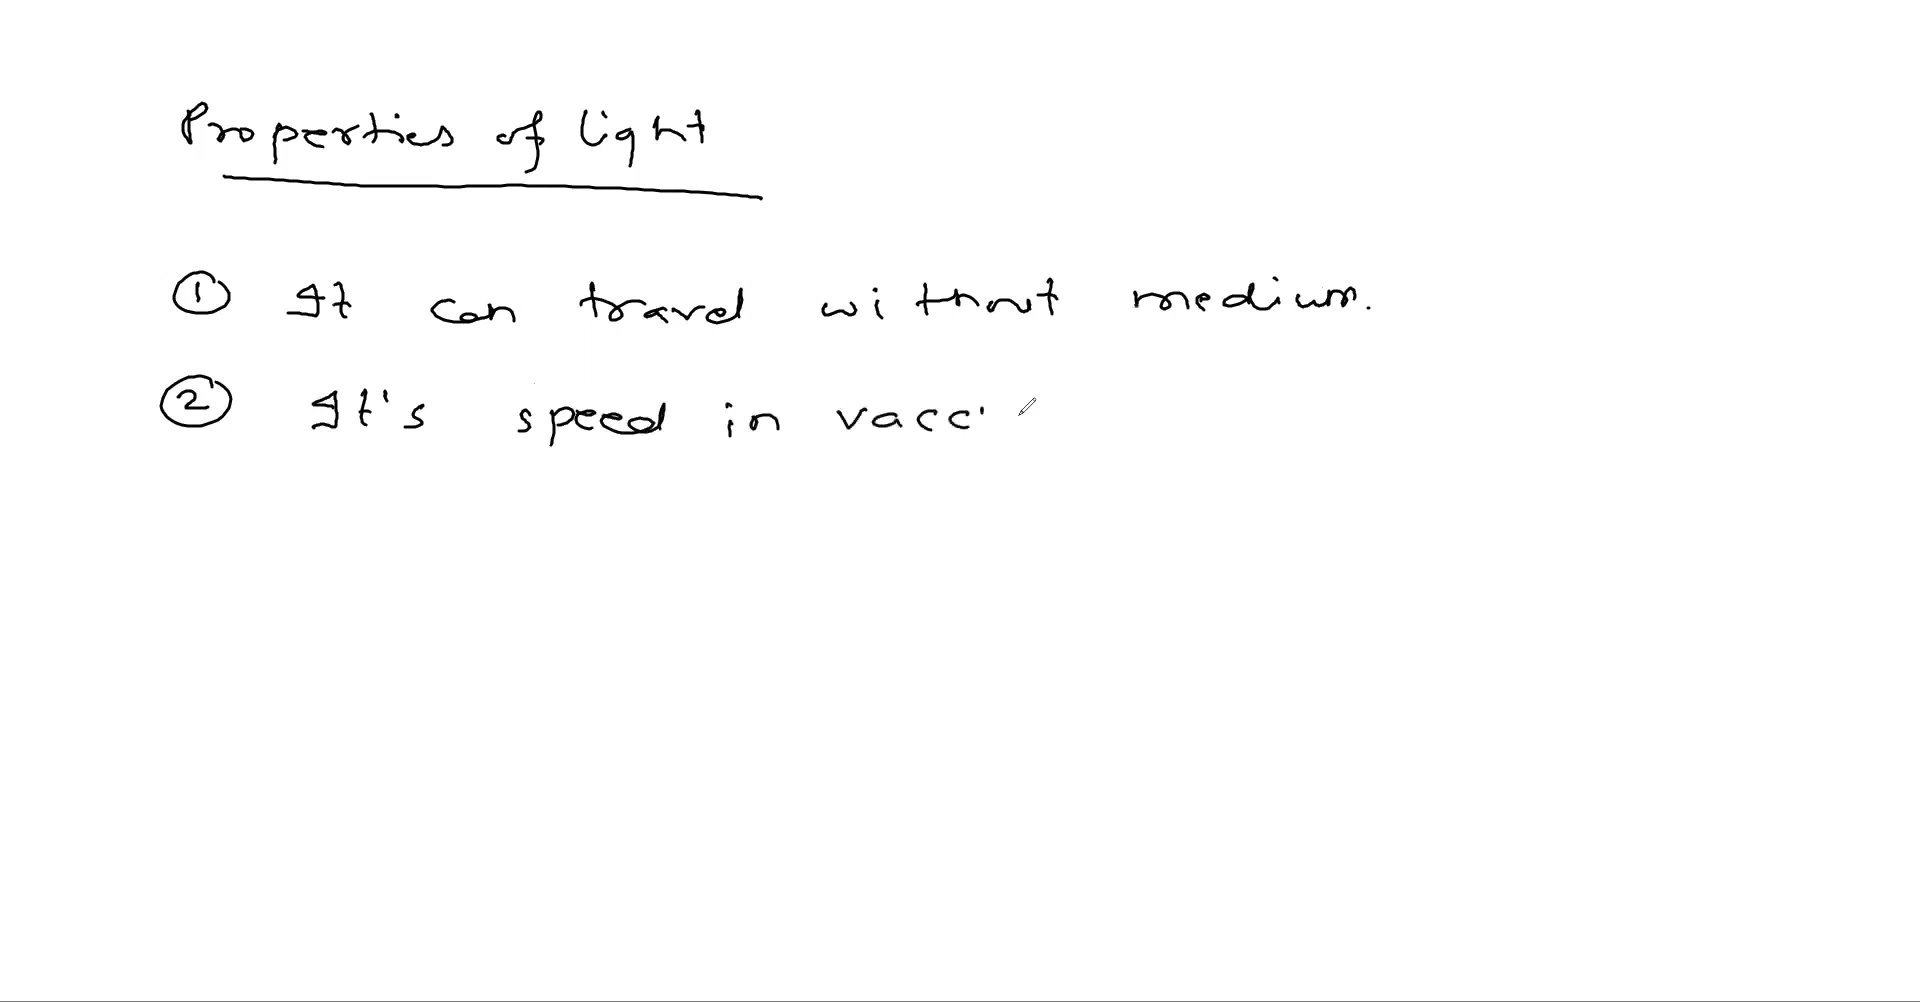 Properties of light
① It can travel without medium.
② It's speed in vacc